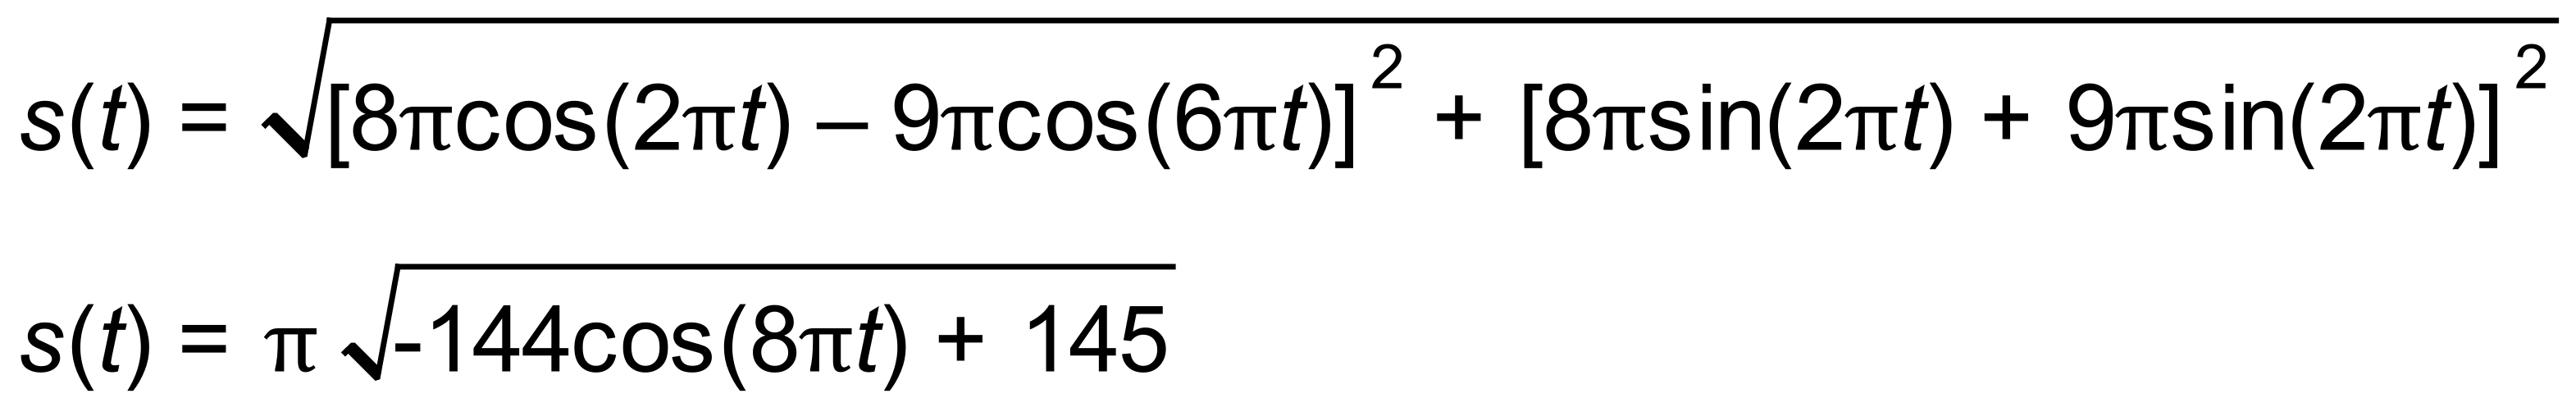 s(t) = √[8πcos(2πt) – 9πcos(6πt)]² + [8πsin(2πt) + 9πsin(2πt)]²
s(t) = π √-144cos(8πt) + 145